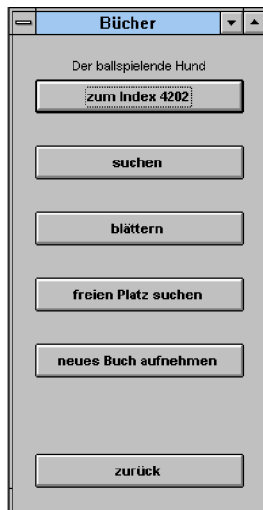 Bücher
Der ballspielende Hund
zum Index 4202
suchen
blättern
freien Platz suchen
neues Buch aufnehmen
zurück